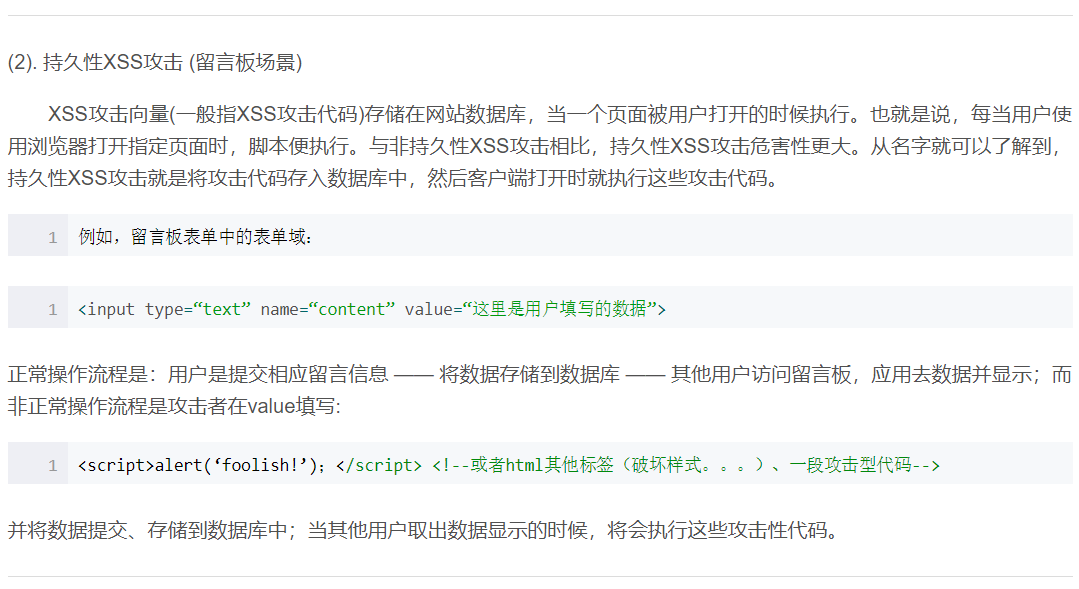 (2). 持久性XSS攻击 (留言板场景)
XSS攻击向量(一般指XSS攻击代码)存储在网站数据库，当一个页面被用户打开的时候执行。也就是说，每当用户使
用浏览器打开指定页面时，脚本便执行。与非持久性XSS攻击相比，持久性XSS攻击危害性更大。从名字就可以了解到，
持久性XSS攻击就是将攻击代码存入数据库中，然后客户端打开时就执行这些攻击代码。
1 例如，留言板表单中的表单域：
1 <input type=“text” name=“content” value=“这里是用户填写的数据”>
正常操作流程是：用户是提交相应留言信息 —— 将数据存储到数据库 —— 其他用户访问留言板，应用去数据并显示；而
非正常操作流程是攻击者在value填写:
1 <script>alert(‘foolish!’)；</script> <!--或者html其他标签（破坏样式。。。）、一段攻击型代码-->
并将数据提交、存储到数据库中；当其他用户取出数据显示的时候，将会执行这些攻击性代码。